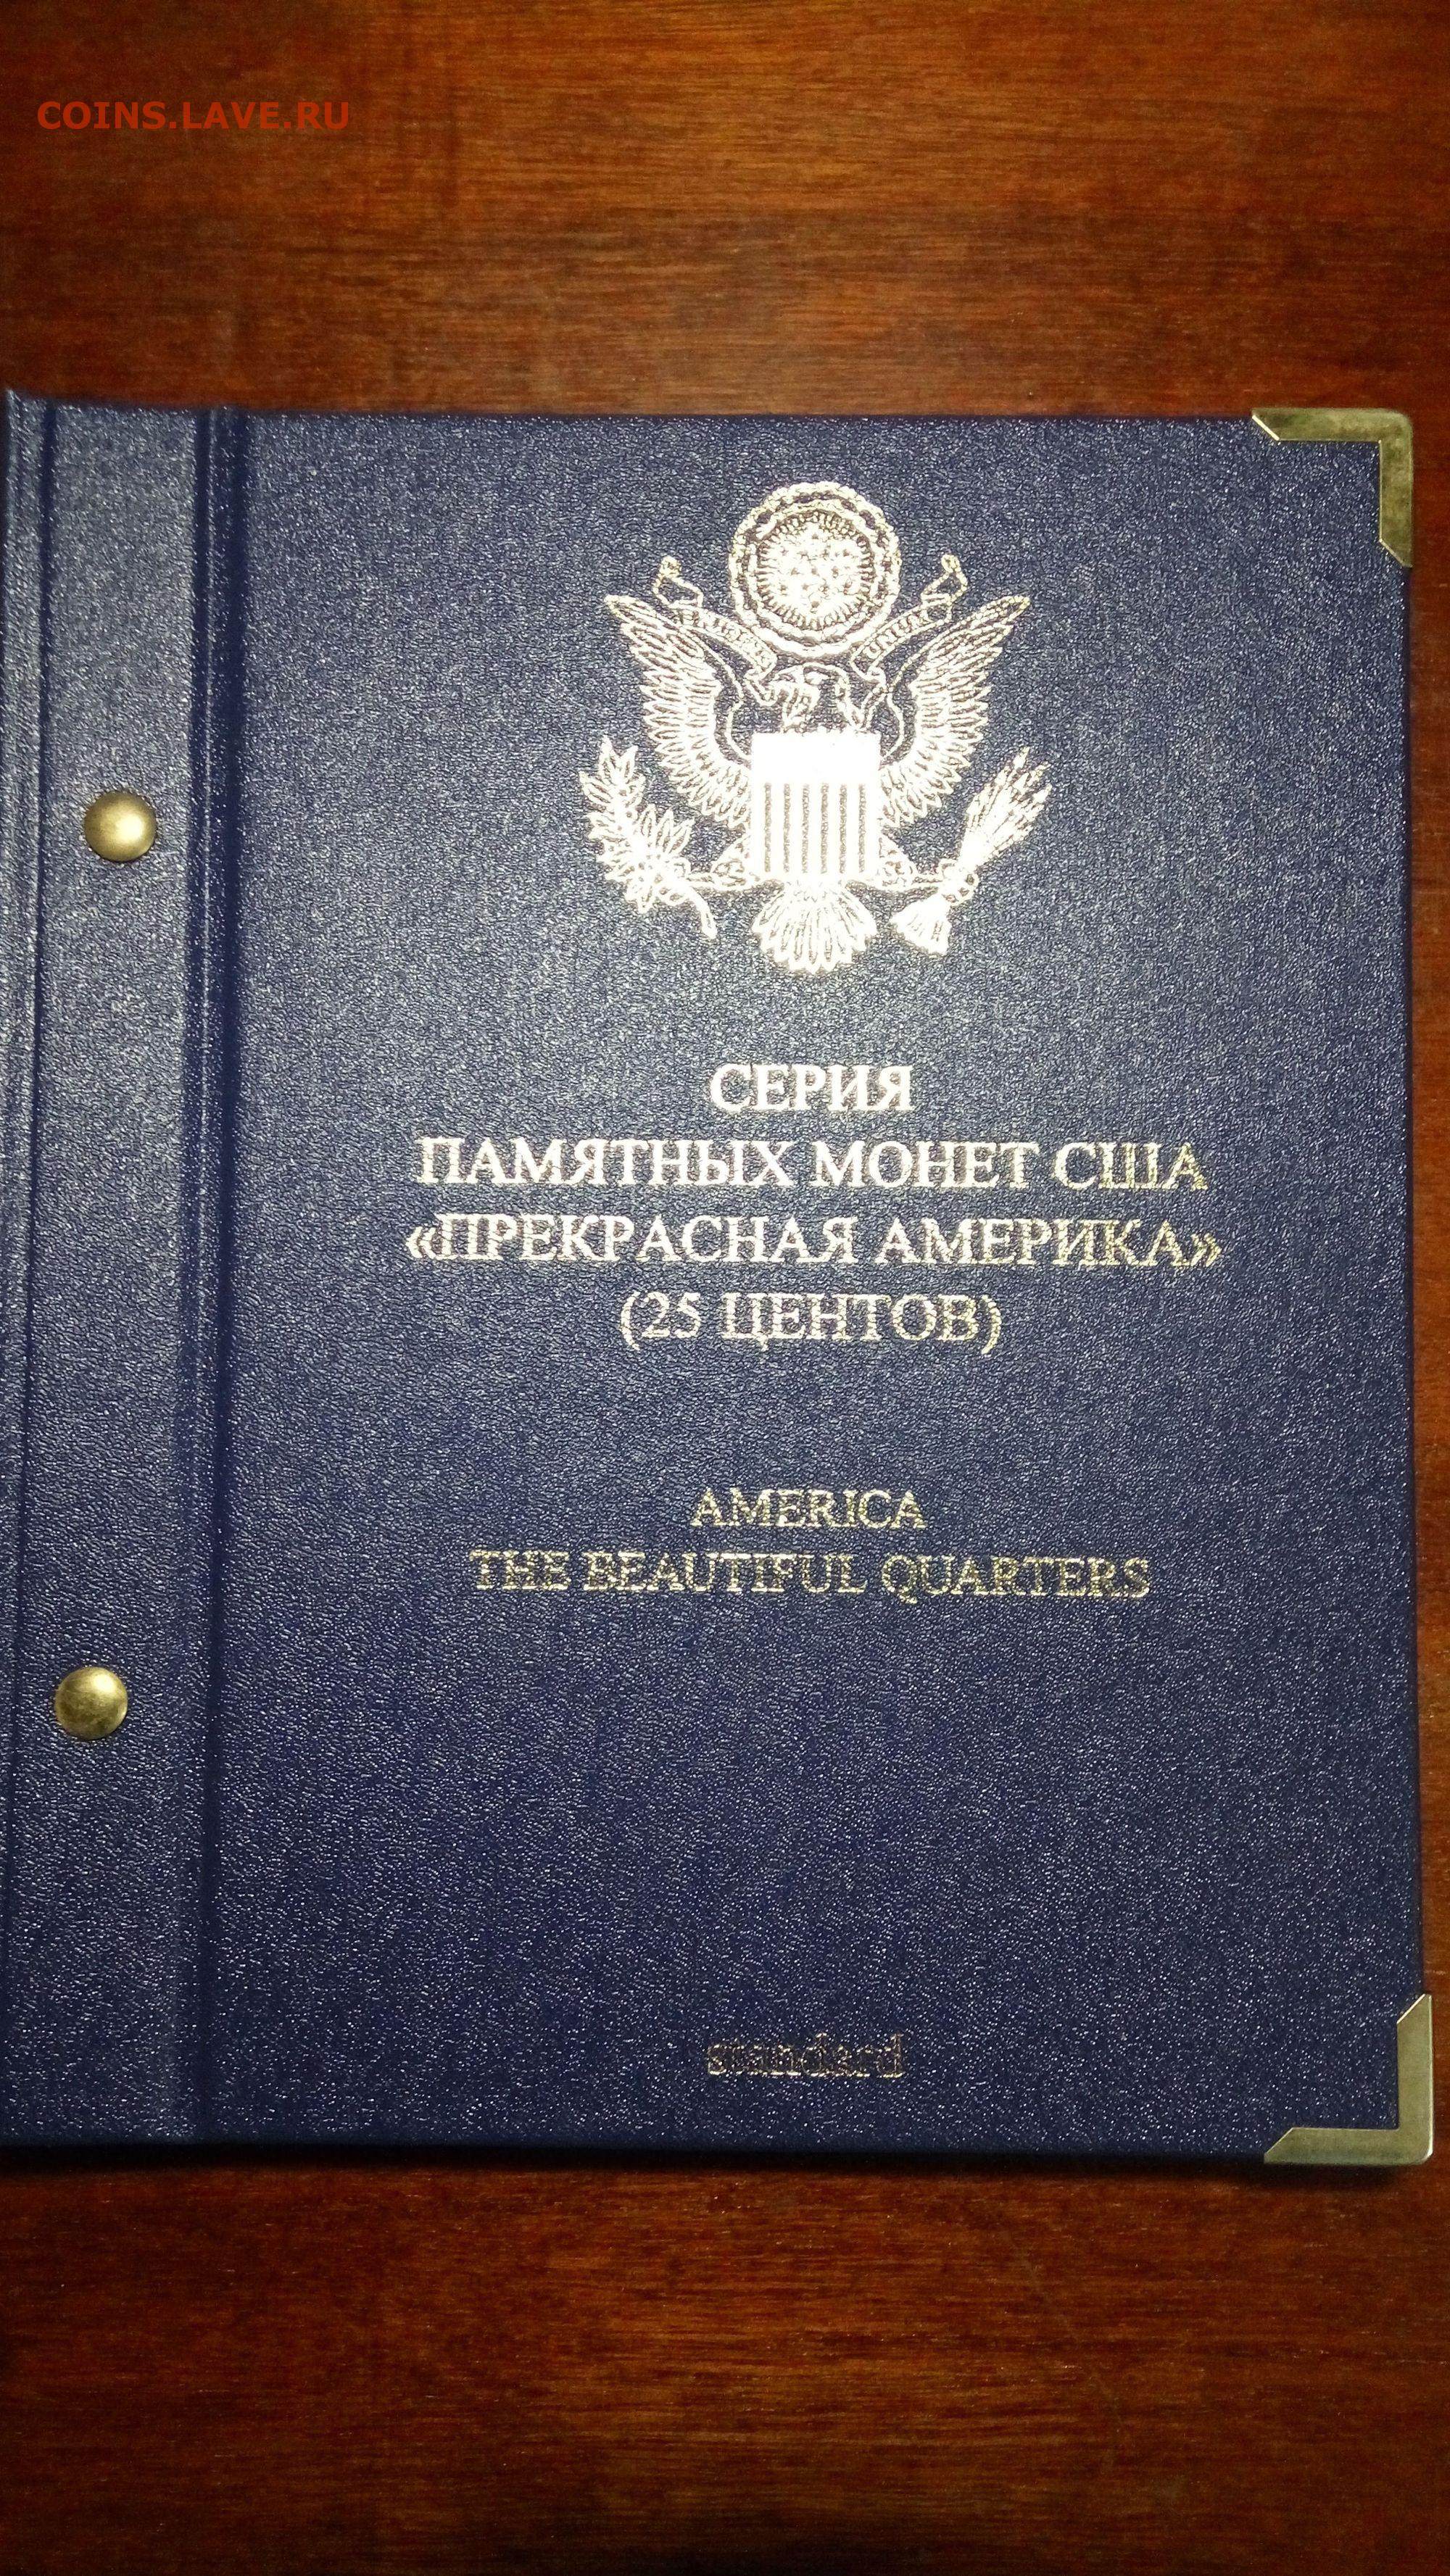 COINS.LAVE.RU
СЕРИЯ
ПАМЯТНЫХ МОНЕТ США
«ПРЕКРАСНАЯ АМЕРИКА»
(25 ЦЕНТОВ)
AMERICA
THE BEAUTIFUL QUARTERS
standard